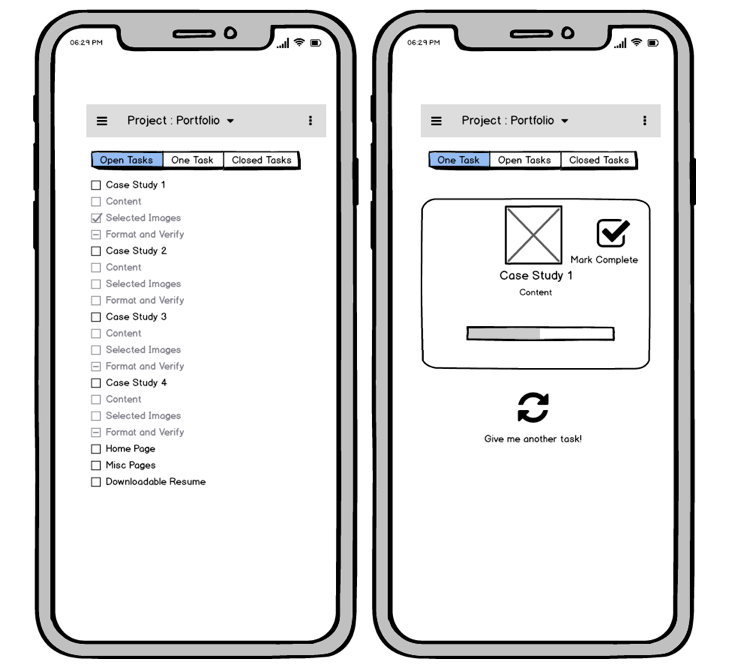 06:29 PM
Project : Portfolio
Open Tasks One Task Closed Tasks
Case Study 1
Content
Selected Images
Format and Verify
Case Study 2
Content
Selected Images
Format and Verify
Case Study 3
Content
Selected Images
Format and Verify
Case Study 4
Content
Selected Images
Format and Verify
Home Page
Misc Pages
Downloadable Resume
06:29 PM
Project : Portfolio
One Task Open Tasks Closed Tasks
Mark Complete
Case Study 1
Content
Give me another task!